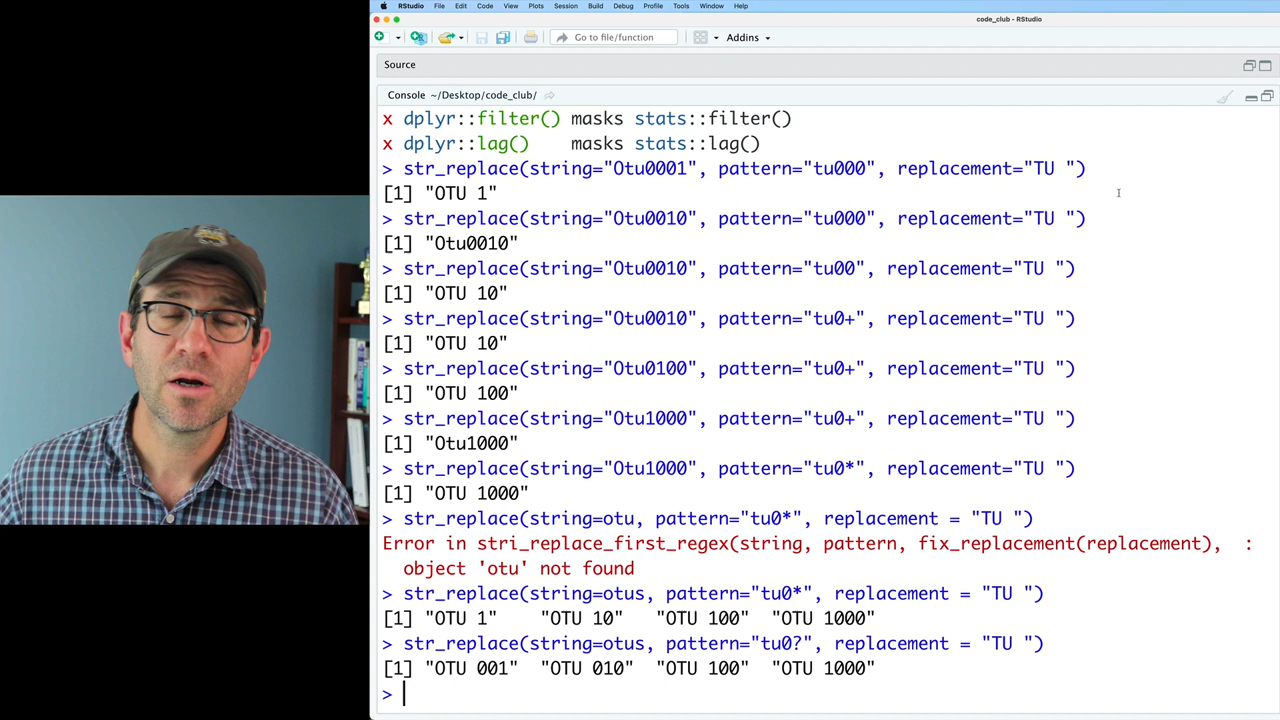 RStudio File Edit Code View Plots Session Build Debug Profile Tools Window Help
code_club - RStudio
Go to file/function Addins
Source
Console ~/Desktop/code_club/
x dplyr::filter() masks stats::filter()
x dplyr::lag()    masks stats::lag()
> str_replace(string="Otu0001", pattern="tu000", replacement="TU ")
[1] "OTU 1"
> str_replace(string="Otu0010", pattern="tu000", replacement="TU ")
[1] "Otu0010"
> str_replace(string="Otu0010", pattern="tu00", replacement="TU ")
[1] "OTU 10"
> str_replace(string="Otu0010", pattern="tu0+", replacement="TU ")
[1] "OTU 10"
> str_replace(string="Otu0100", pattern="tu0+", replacement="TU ")
[1] "OTU 100"
> str_replace(string="Otu1000", pattern="tu0+", replacement="TU ")
[1] "Otu1000"
> str_replace(string="Otu1000", pattern="tu0*", replacement="TU ")
[1] "OTU 1000"
> str_replace(string=otu, pattern="tu0*", replacement = "TU ")
Error in stri_replace_first_regex(string, pattern, fix_replacement(replacement),  :
  object 'otu' not found
> str_replace(string=otus, pattern="tu0*", replacement = "TU ")
[1] "OTU 1"    "OTU 10"   "OTU 100"  "OTU 1000"
> str_replace(string=otus, pattern="tu0?", replacement = "TU ")
[1] "OTU 001"  "OTU 010"  "OTU 100"  "OTU 1000"
>